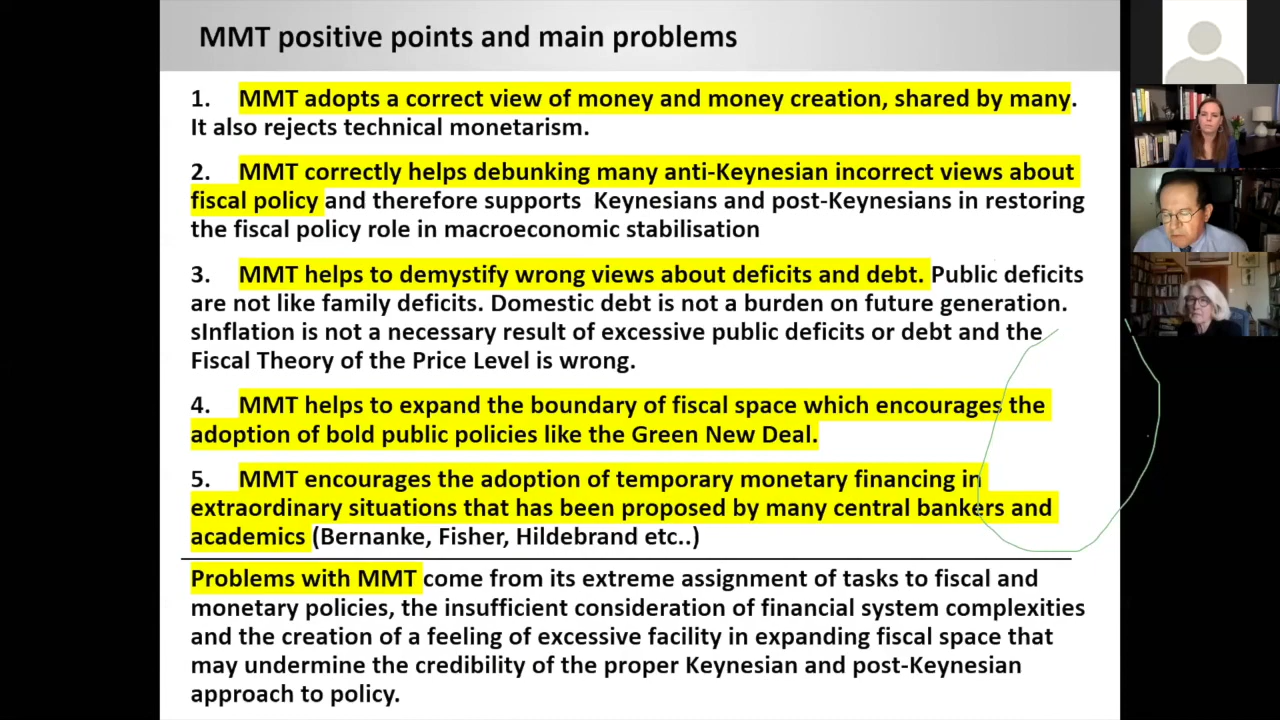 MMT positive points and main problems
1. MMT adopts a correct view of money and money creation, shared by many.
It also rejects technical monetarism.
2. MMT correctly helps debunking many anti-Keynesian incorrect views about
fiscal policy and therefore supports Keynesians and post-Keynesians in restoring
the fiscal policy role in macroeconomic stabilisation
3. MMT helps to demystify wrong views about deficits and debt. Public deficits
are not like family deficits. Domestic debt is not a burden on future generation.
sInflation is not a necessary result of excessive public deficits or debt and the
Fiscal Theory of the Price Level is wrong.
4. MMT helps to expand the boundary of fiscal space which encourages the
adoption of bold public policies like the Green New Deal.
5. MMT encourages the adoption of temporary monetary financing in
extraordinary situations that has been proposed by many central bankers and
academics (Bernanke, Fisher, Hildebrand etc..)
Problems with MMT come from its extreme assignment of tasks to fiscal and
monetary policies, the insufficient consideration of financial system complexities
and the creation of a feeling of excessive facility in expanding fiscal space that
may undermine the credibility of the proper Keynesian and post-Keynesian
approach to policy.